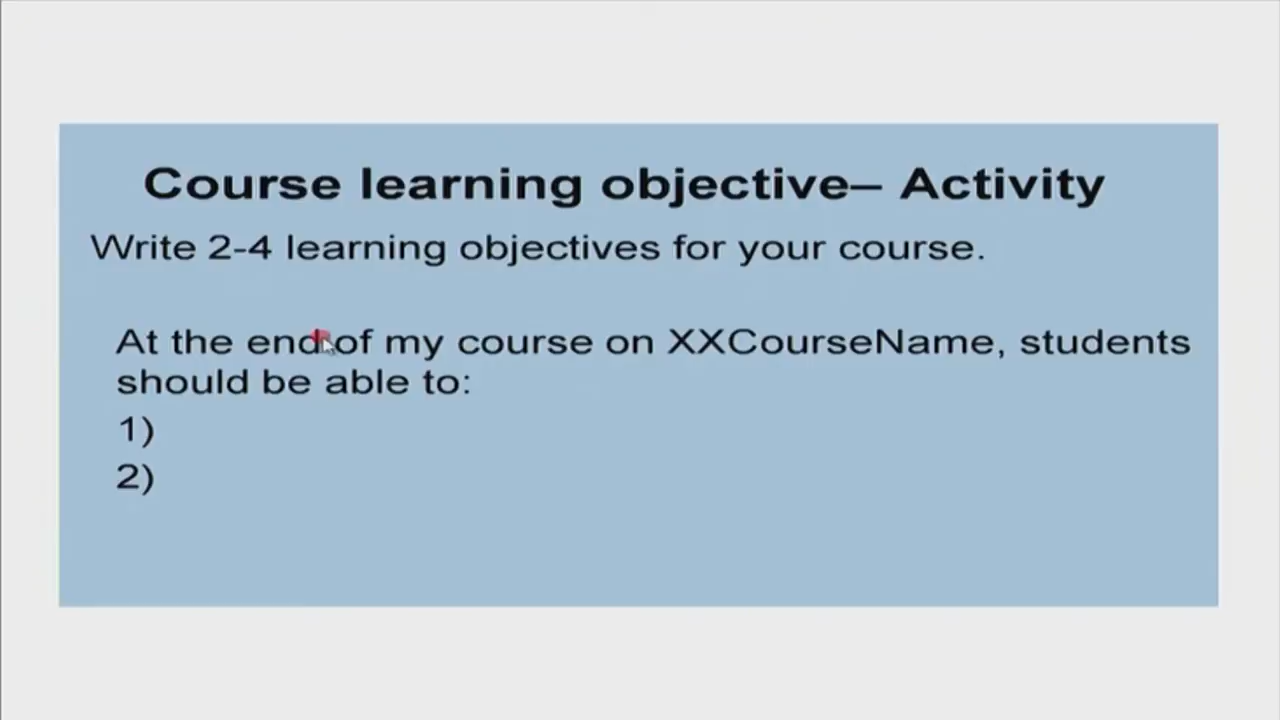 Course learning objective– Activity
Write 2-4 learning objectives for your course.
At the end of my course on XXCourseName, students
should be able to:
1)
2)